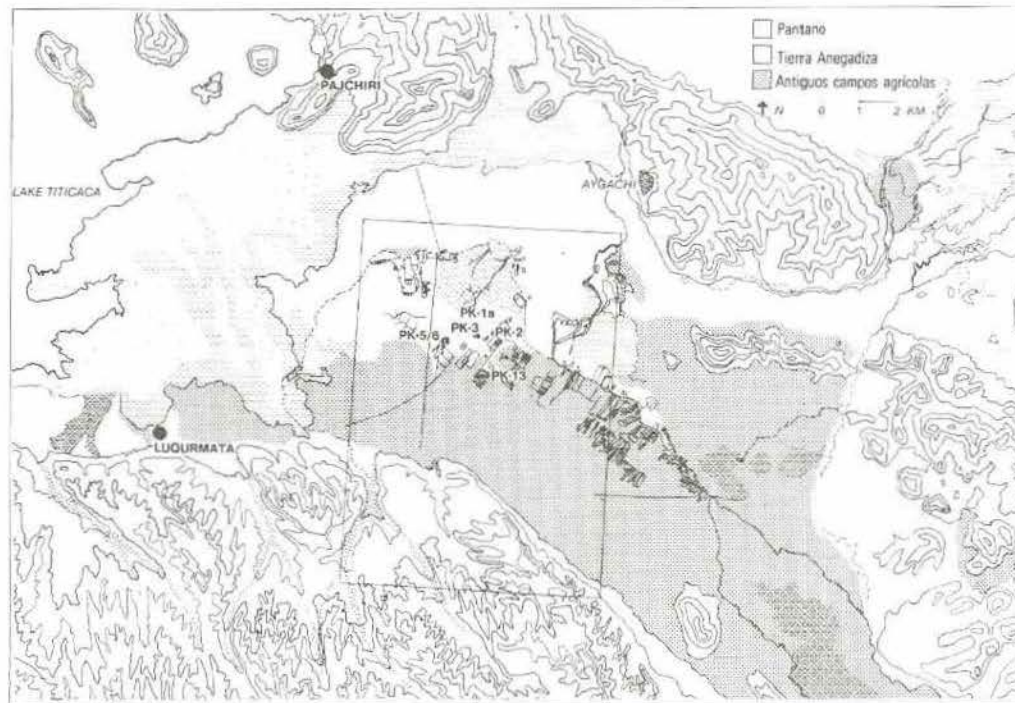 Pantano
Tierra Anegadiza
Antiguos campos agrícolas
N 0 1 2 KM.
PAJCHIRI
LAKE TITICACA
AYGACHI
PK-1a
PK-3
PK-2
PK-5/6
PK-13
LUQURMATA